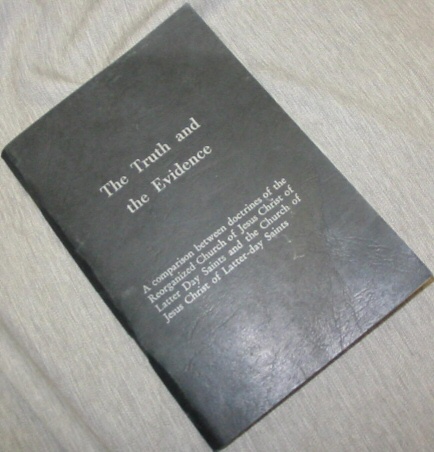 The Truth and
the Evidence
A comparison between doctrines of the
Reorganized Church of Jesus Christ of
Latter Day Saints and the Church of
Jesus Christ of Latter-day Saints